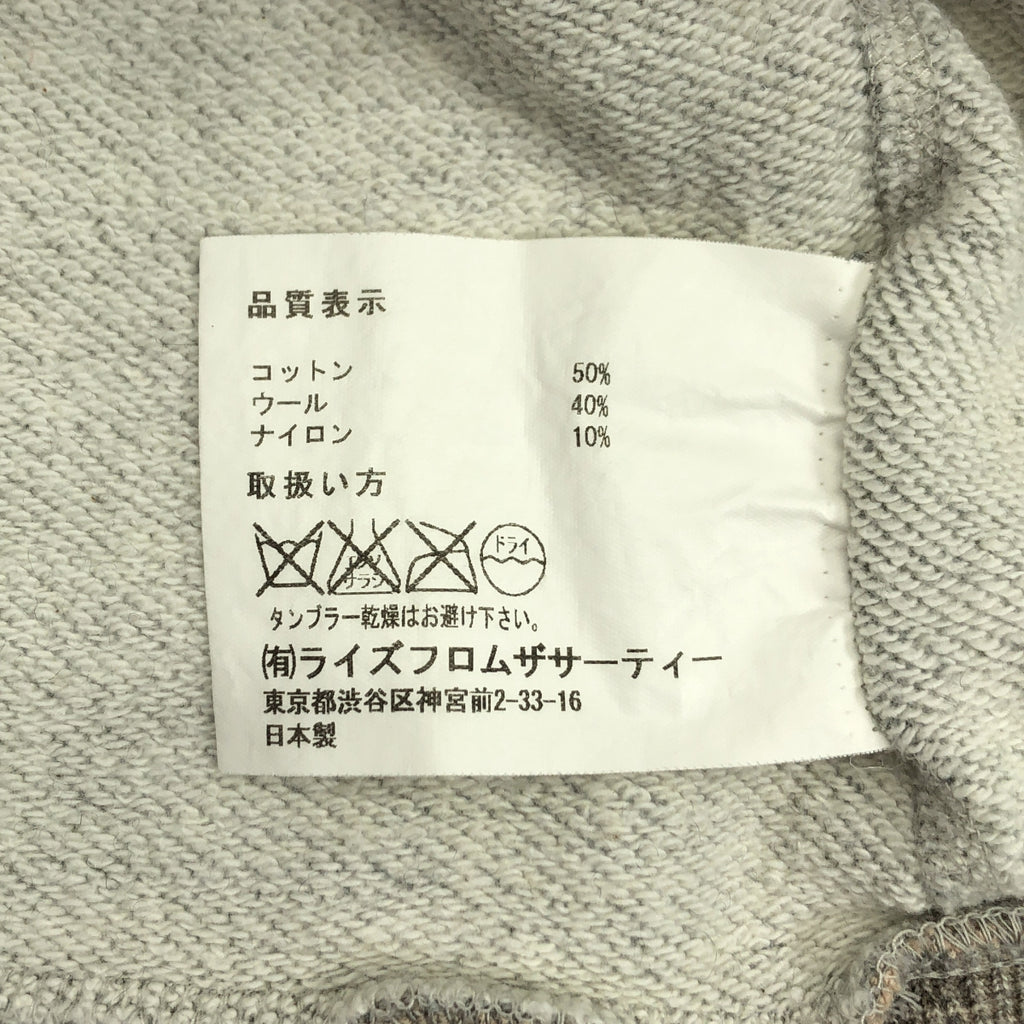 品質表示
コットン 50%
ウール 40%
ナイロン 10%
取扱い方
ドライ
タンブラー乾燥はお避け下さい。
㈲ライズフロムザサーティー
東京都渋谷区神宮前2-33-16
日本製